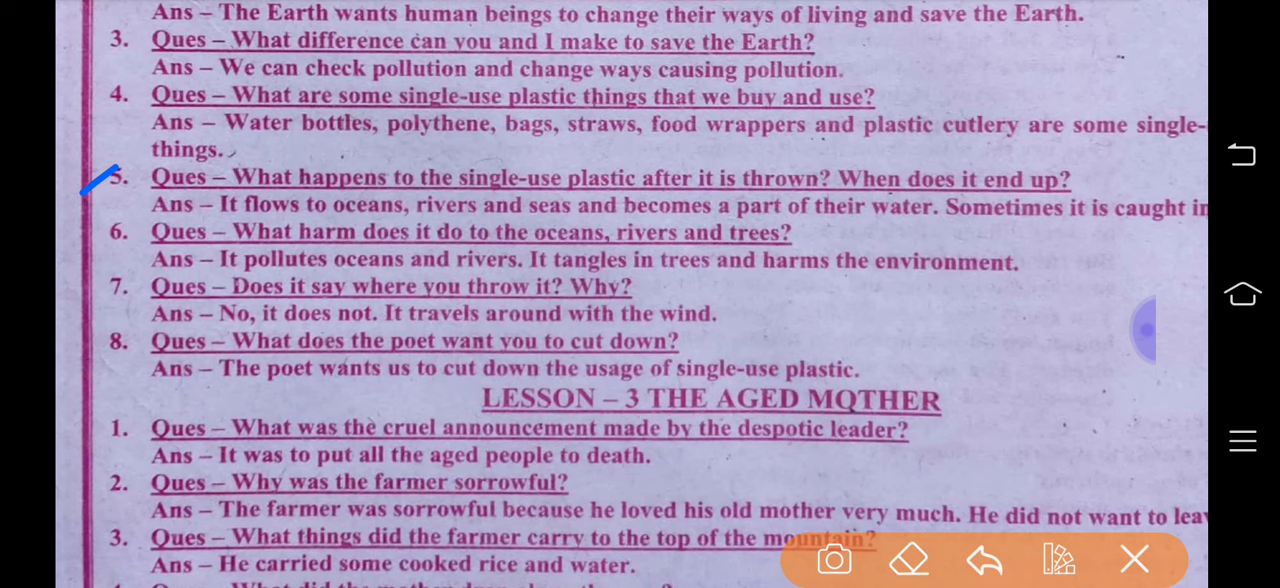 Ans – The Earth wants human beings to change their ways of living and save the Earth.
3. Ques – What difference can you and I make to save the Earth?
Ans – We can check pollution and change ways causing pollution.
4. Ques – What are some single-use plastic things that we buy and use?
Ans – Water bottles, polythene, bags, straws, food wrappers and plastic cutlery are some single-
things.
5. Ques – What happens to the single-use plastic after it is thrown? When does it end up?
Ans – It flows to oceans, rivers and seas and becomes a part of their water. Sometimes it is caught in
6. Ques – What harm does it do to the oceans, rivers and trees?
Ans – It pollutes oceans and rivers. It tangles in trees and harms the environment.
7. Ques – Does it say where you throw it? Why?
Ans – No, it does not. It travels around with the wind.
8. Ques – What does the poet want you to cut down?
Ans – The poet wants us to cut down the usage of single-use plastic.
LESSON – 3 THE AGED MOTHER
1. Ques – What was the cruel announcement made by the despotic leader?
Ans – It was to put all the aged people to death.
2. Ques – Why was the farmer sorrowful?
Ans – The farmer was sorrowful because he loved his old mother very much. He did not want to
3. Ques – What things did the farmer carry to the top of the mountain?
Ans – He carried some cooked rice and water.